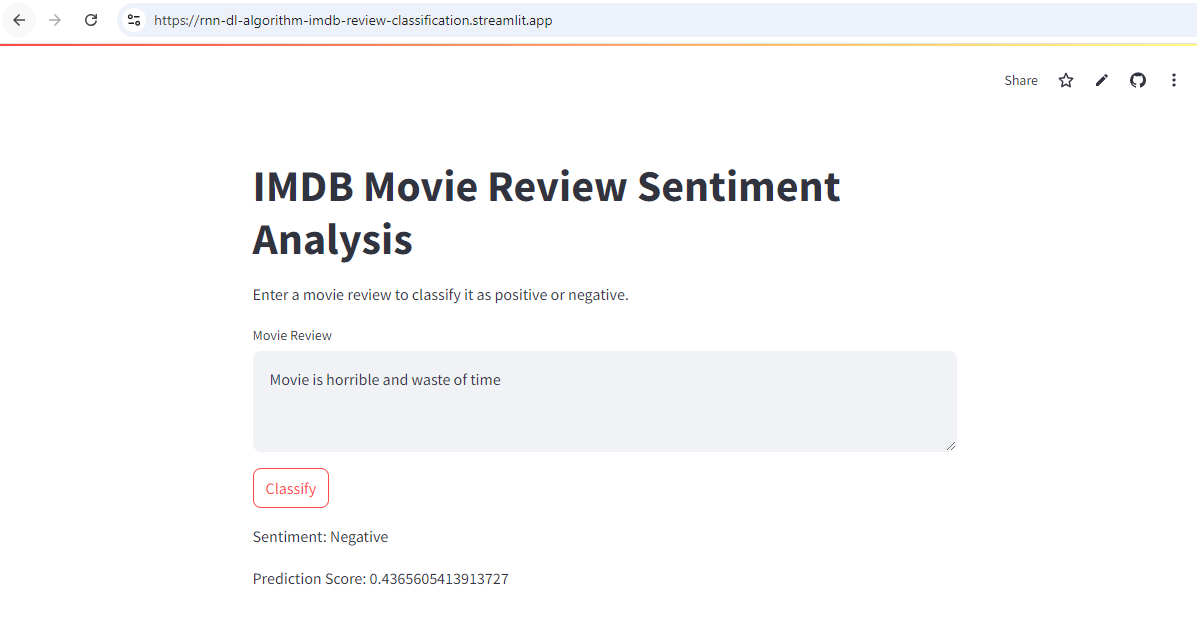 https://rnn-dl-algorithm-imdb-review-classification.streamlit.app
Share
IMDB Movie Review Sentiment
Analysis
Enter a movie review to classify it as positive or negative.
Movie Review
Movie is horrible and waste of time
Classify
Sentiment: Negative
Prediction Score: 0.4365605413913727